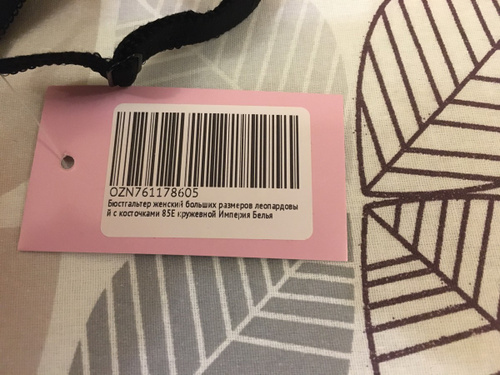 OZN761178605
Бюстгальтер женский больших размеров леопардовы
й с косточками 85E кружевной Империя Белья